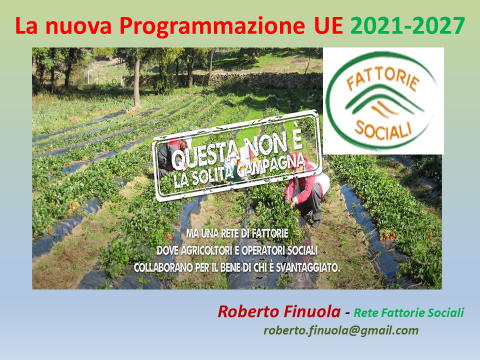 La nuova Programmazione UE 2021-2027
FATTORIE
SOCIALI
QUESTA NON È
LA SOLITA CAMPAGNA
MA UNA RETE DI FATTORIE
DOVE AGRICOLTORI E OPERATORI SOCIALI
COLLABORANO PER IL BENE DI CHI È SVANTAGGIATO.
Roberto Finuola - Rete Fattorie Sociali
roberto.finuola@gmail.com